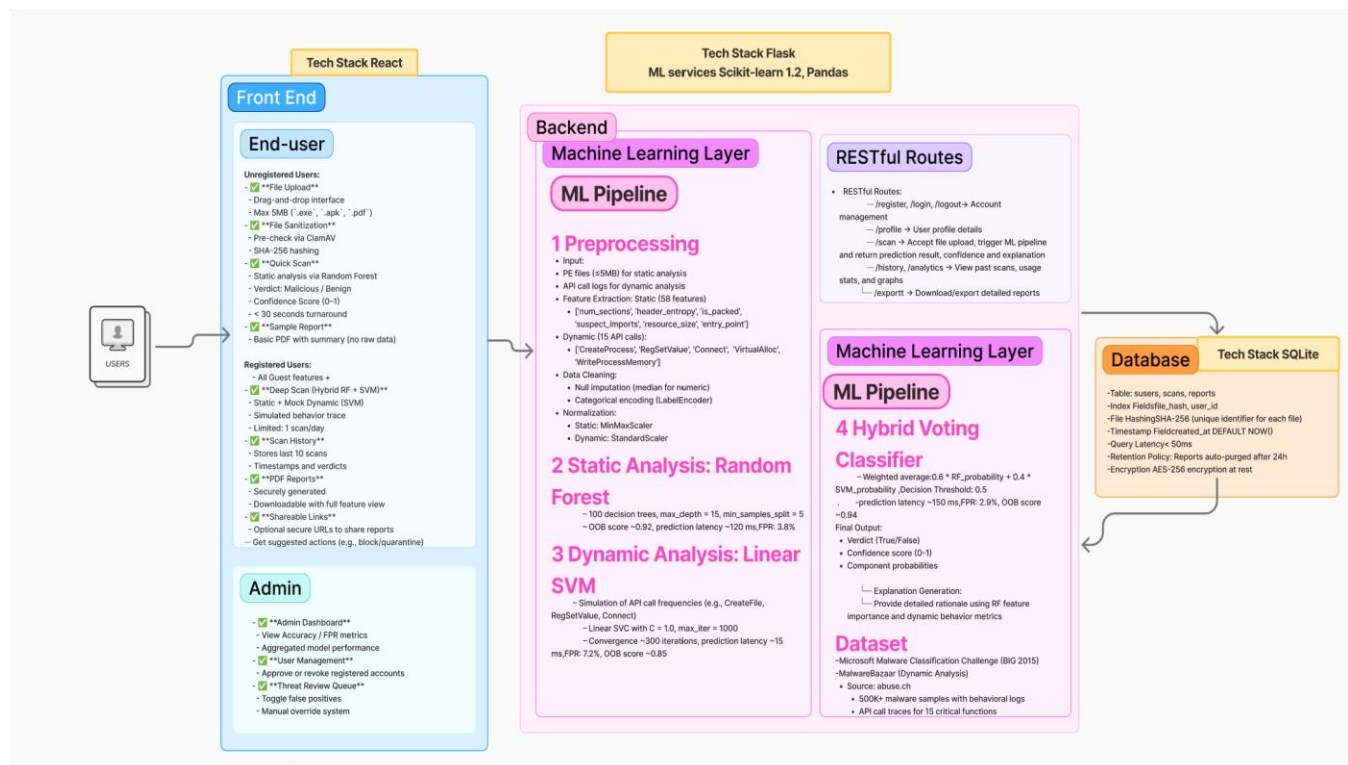 Tech Stack React
Tech Stack Flask
ML services Scikit-learn 1.2, Pandas
USERS
Front End
End-user
Unregistered Users:
- ✅ **File Upload**
- Drag-and-drop interface
- Max 5MB (`.exe`, `.apk`, `.pdf`)
- ✅ **File Sanitization**
- Pre-check via ClamAV
- SHA-256 hashing
- ✅ **Quick Scan**
- Static analysis via Random Forest
- Verdict: Malicious / Benign
- Confidence Score (0–1)
- < 30 seconds turnaround
- ✅ **Sample Report**
- Basic PDF with summary (no raw data)
Registered Users:
- All Guest features +
- ✅ **Deep Scan (Hybrid RF + SVM)**
- Static + Mock Dynamic (SVM)
- Simulated behavior trace
- Limited: 1 scan/day
- ✅ **Scan History**
- Stores last 10 scans
- Timestamps and verdicts
- ✅ **PDF Reports**
- Securely generated
- Downloadable with full feature view
- ✅ **Shareable Links**
- Optional secure URLs to share reports
— Get suggested actions (e.g., block/quarantine)
Admin
- ✅ **Admin Dashboard**
- View Accuracy / FPR metrics
- Aggregated model performance
- ✅ **User Management**
- Approve or revoke registered accounts
- ✅ **Threat Review Queue**
- Toggle false positives
- Manual override system
Backend
Machine Learning Layer
ML Pipeline
1 Preprocessing
• Input:
• PE files (≤5MB) for static analysis
• API call logs for dynamic analysis
• Feature Extraction: Static (58 features)
• ['num_sections', 'header_entropy', 'is_packed',
'suspect_imports', 'resource_size', 'entry_point']
• Dynamic (15 API calls):
• ['CreateProcess', 'RegSetValue', 'Connect', 'VirtualAlloc',
'WriteProcessMemory']
• Data Cleaning:
• Null imputation (median for numeric)
• Categorical encoding (LabelEncoder)
• Normalization:
• Static: MinMaxScaler
• Dynamic: StandardScaler
2 Static Analysis: Random
Forest
– 100 decision trees, max_depth = 15, min_samples_split = 5
– OOB score ~0.92, prediction latency ~120 ms,FPR: 3.8%
3 Dynamic Analysis: Linear
SVM
– Simulation of API call frequencies (e.g., CreateFile,
RegSetValue, Connect)
– Linear SVC with C = 1.0, max_iter = 1000
– Convergence ~300 iterations, prediction latency ~15
ms,FPR: 7.2%, OOB score ~0.85
RESTful Routes
• RESTful Routes:
— /register, /login, /logout→ Account
management
— /profile → User profile details
— /scan → Accept file upload, trigger ML pipeline
and return prediction result, confidence and explanation
— /history, /analytics → View past scans, usage
stats, and graphs
└─ /exportt → Download/export detailed reports
Machine Learning Layer
ML Pipeline
4 Hybrid Voting
Classifier
– Weighted average:0.6 * RF_probability + 0.4 *
SVM_probability ,Decision Threshold: 0.5
. -prediction latency ~150 ms,FPR: 2.9%, OOB score
~0.94
Final Output:
• Verdict (True/False)
• Confidence score (0-1)
• Component probabilities
└─ Explanation Generation:
└─ Provide detailed rationale using RF feature
importance and dynamic behavior metrics
Dataset
–Microsoft Malware Classification Challenge (BIG 2015)
-MalwareBazaar (Dynamic Analysis)
• Source: abuse.ch
• 500K+ malware samples with behavioral logs
• API call traces for 15 critical functions
Database
Tech Stack SQLite
-Table: susers, scans, reports
-Index Fieldsfile_hash, user_id
-File HashingSHA-256 (unique identifier for each file)
-Timestamp Fieldcreated_at DEFAULT NOW()
-Query Latency< 50ms
-Retention Policy: Reports auto-purged after 24h
-Encryption AES-256 encryption at rest